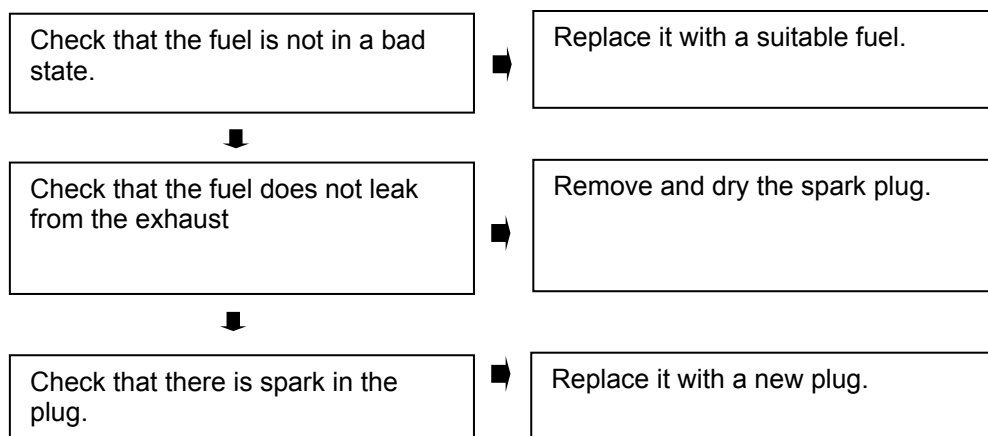 Check that the fuel is not in a bad
state.
Replace it with a suitable fuel.
Check that the fuel does not leak
from the exhaust
Remove and dry the spark plug.
Check that there is spark in the
plug.
Replace it with a new plug.